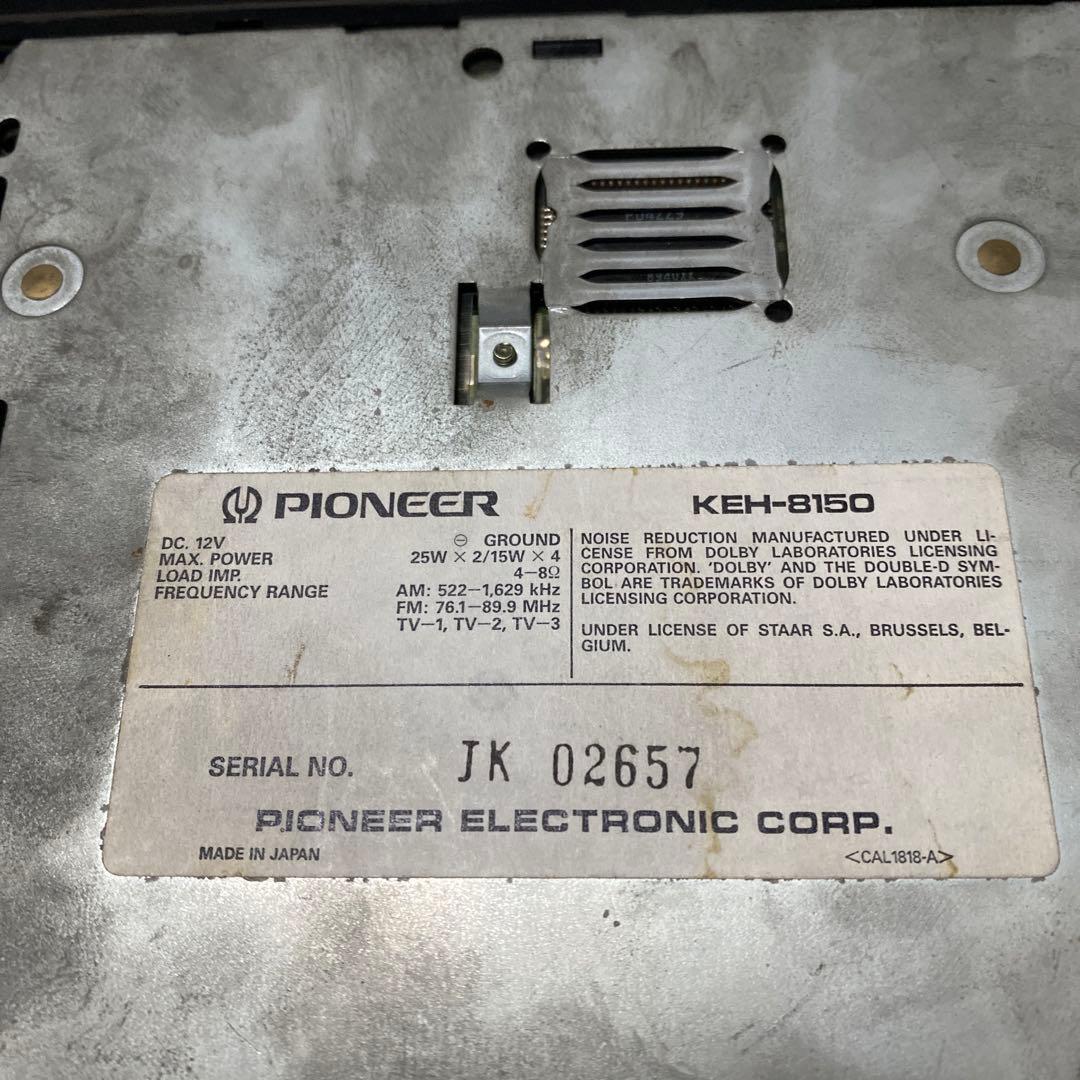 PIONEER KEH-8150
DC. 12V ⊖ GROUND
MAX. POWER 25W × 2/15W × 4
LOAD IMP. 4–8Ω
FREQUENCY RANGE AM: 522–1,629 kHz
FM: 76.1–89.9 MHz
TV–1, TV–2, TV–3
NOISE REDUCTION MANUFACTURED UNDER LI-
CENSE FROM DOLBY LABORATORIES LICENSING
CORPORATION. 'DOLBY' AND THE DOUBLE-D SYM-
BOL ARE TRADEMARKS OF DOLBY LABORATORIES
LICENSING CORPORATION.
UNDER LICENSE OF STAAR S.A., BRUSSELS, BEL-
GIUM.
SERIAL NO. JK 02657
PIONEER ELECTRONIC CORP.
MADE IN JAPAN <CAL1818-A>